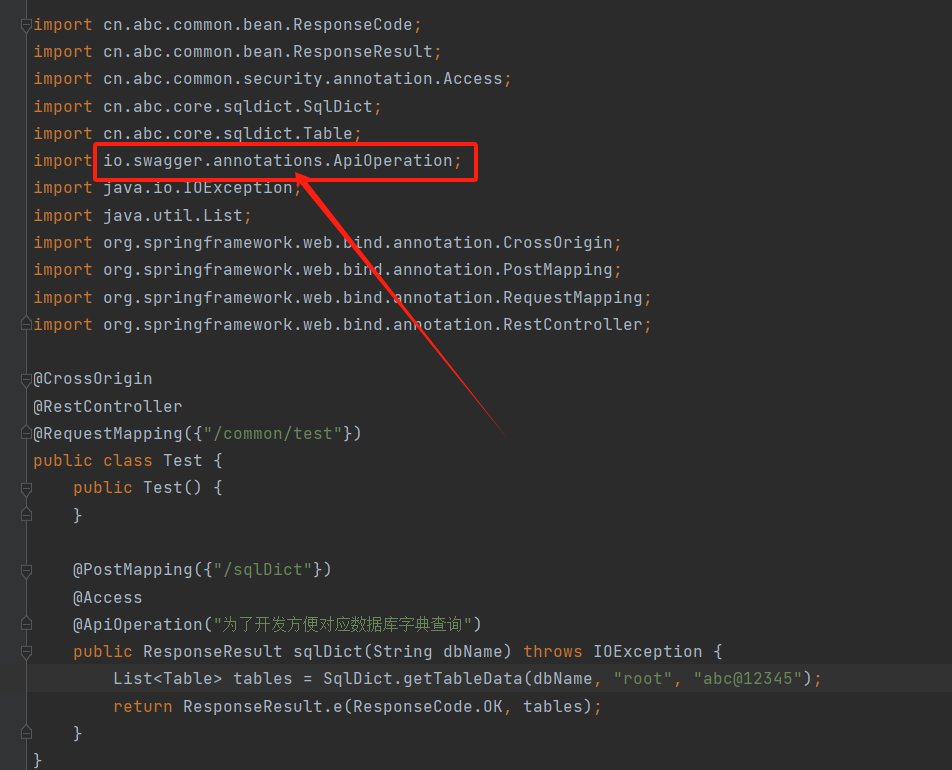 import cn.abc.common.bean.ResponseCode;
import cn.abc.common.bean.ResponseResult;
import cn.abc.common.security.annotation.Access;
import cn.abc.core.sqldict.SqlDict;
import cn.abc.core.sqldict.Table;
import io.swagger.annotations.ApiOperation;
import java.io.IOException;
import java.util.List;
import org.springframework.web.bind.annotation.CrossOrigin;
import org.springframework.web.bind.annotation.PostMapping;
import org.springframework.web.bind.annotation.RequestMapping;
import org.springframework.web.bind.annotation.RestController;
@CrossOrigin
@RestController
@RequestMapping({"/common/test"})
public class Test {
    public Test() {
    }
    @PostMapping({"/sqlDict"})
    @Access
    @ApiOperation("为了开发方便对应数据库字典查询")
    public ResponseResult sqlDict(String dbName) throws IOException {
        List<Table> tables = SqlDict.getTableData(dbName, "root", "abc@12345");
        return ResponseResult.e(ResponseCode.OK, tables);
    }
}